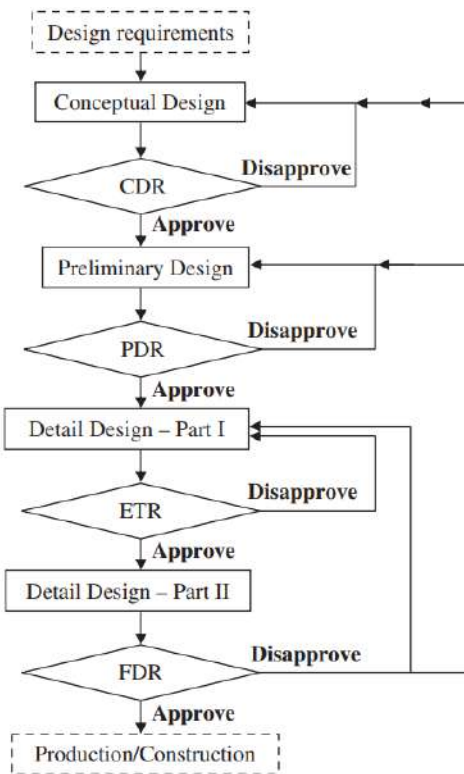 Design requirements
Conceptual Design
Disapprove
CDR
Approve
Preliminary Design
Disapprove
PDR
Approve
Detail Design – Part I
Disapprove
ETR
Approve
Detail Design – Part II
Disapprove
FDR
Approve
Production/Construction